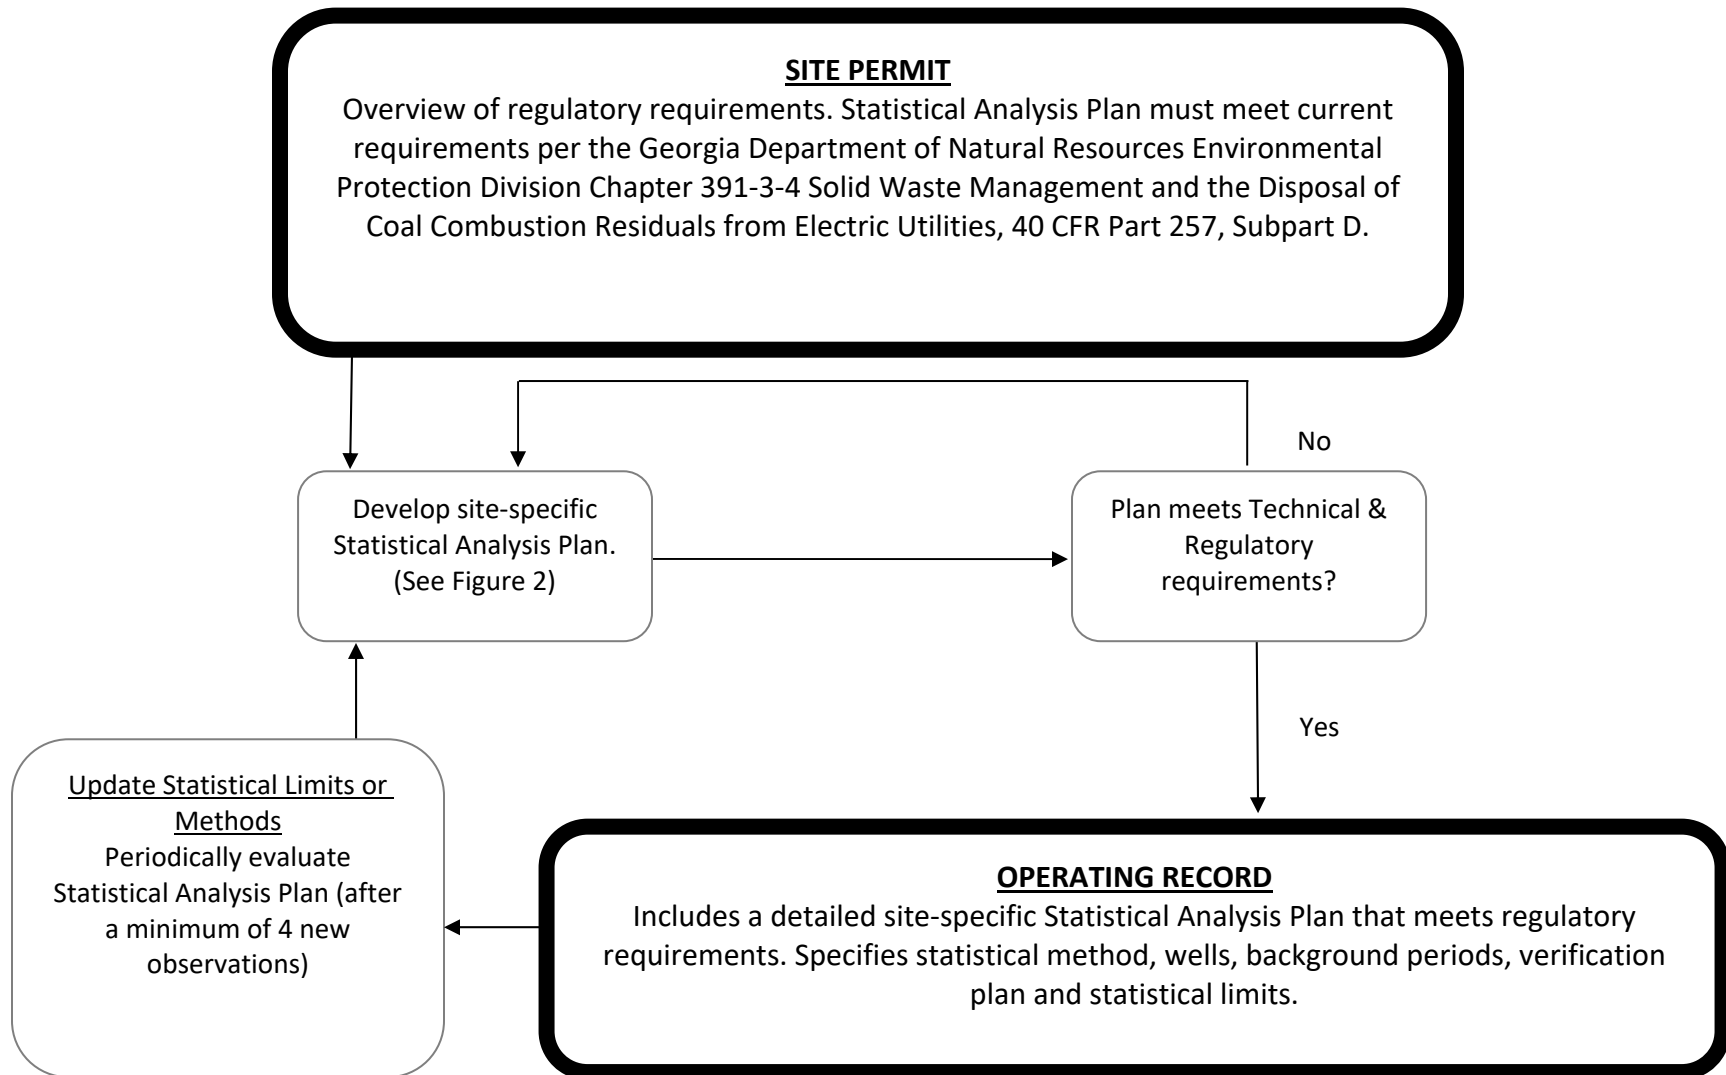 SITE PERMIT
Overview of regulatory requirements. Statistical Analysis Plan must meet current
requirements per the Georgia Department of Natural Resources Environmental
Protection Division Chapter 391-3-4 Solid Waste Management and the Disposal of
Coal Combustion Residuals from Electric Utilities, 40 CFR Part 257, Subpart D.
No
Develop site-specific
Statistical Analysis Plan.
(See Figure 2)
Plan meets Technical &
Regulatory
requirements?
Yes
Update Statistical Limits or
Methods
Periodically evaluate
Statistical Analysis Plan (after
a minimum of 4 new
observations)
OPERATING RECORD
Includes a detailed site-specific Statistical Analysis Plan that meets regulatory
requirements. Specifies statistical method, wells, background periods, verification
plan and statistical limits.